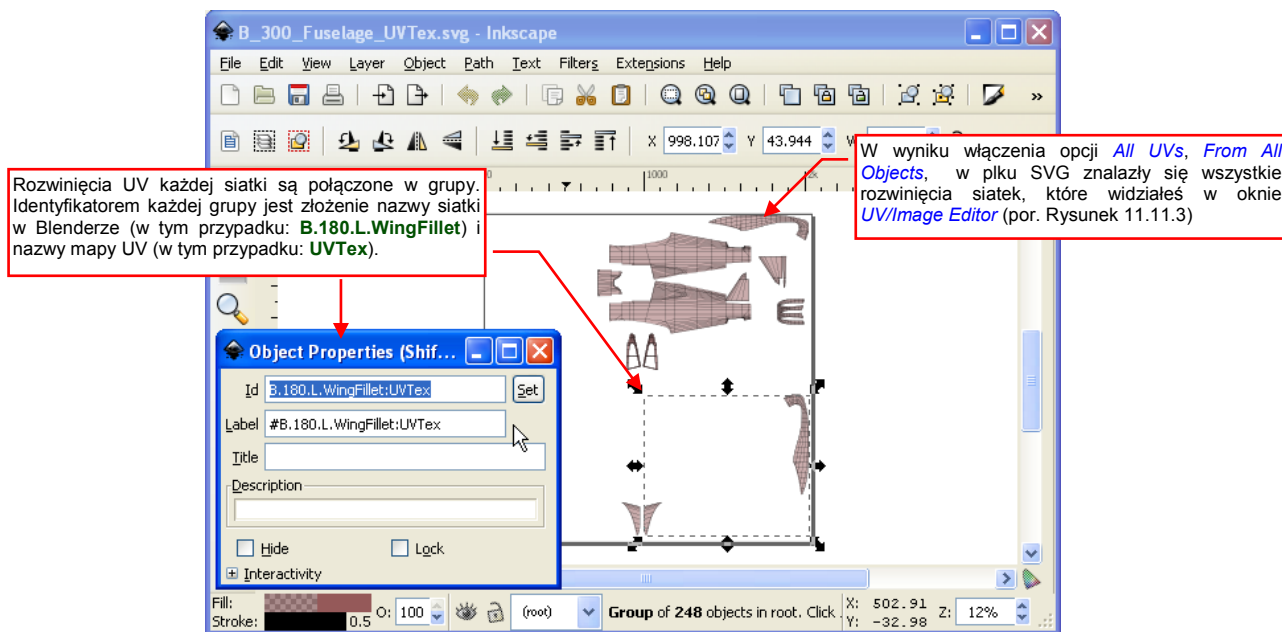 B_300_Fuselage_UVTex.svg - Inkscape
File Edit View Layer Object Path Text Filters Extensions Help
»
X 998.107 Y 43.944
W wyniku włączenia opcji All UVs, From All
Objects, w plku SVG znalazły się wszystkie
rozwinięcia siatek, które widziałeś w oknie
UV/Image Editor (por. Rysunek 11.11.3)
Rozwinięcia UV każdej siatki są połączone w grupy.
Identyfikatorem każdej grupy jest złożenie nazwy siatki
w Blenderze (w tym przypadku: B.180.L.WingFillet) i
nazwy mapy UV (w tym przypadku: UVTex).
1000
Object Properties (Shif...
Id B.180.L.WingFillet:UVTex Set
Label #B.180.L.WingFillet:UVTex
Title
Description
Hide Lock
Interactivity
Fill:
Stroke: 0.5 O: 100 (root) Group of 248 objects in root. Click X: 502.91 Y: -32.98 Z: 12%